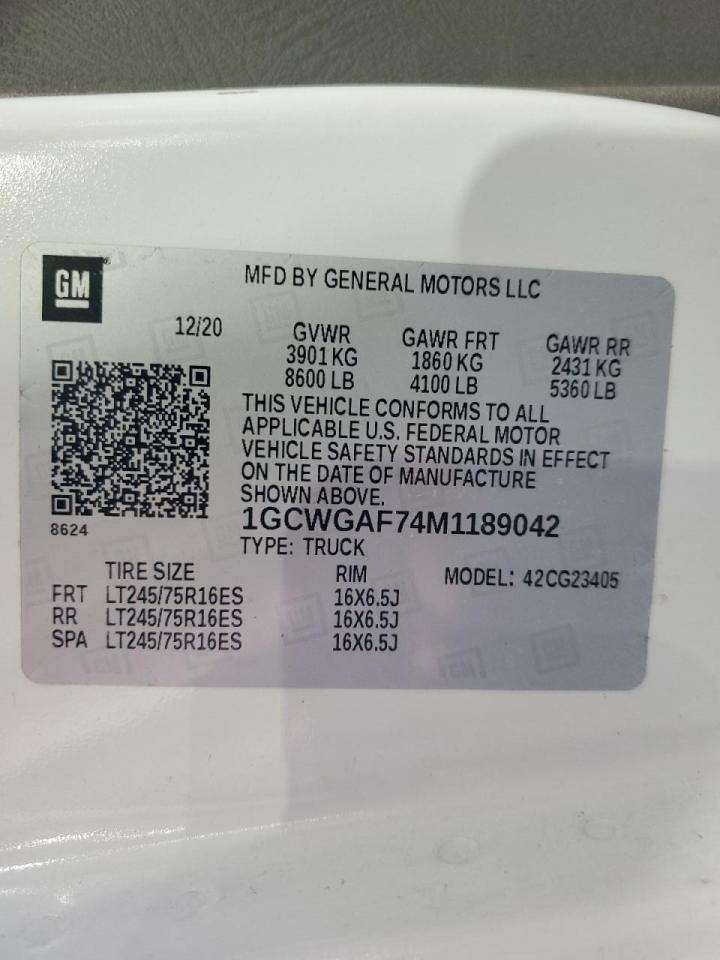 GM
MFD BY GENERAL MOTORS LLC
12/20
GVWR GAWR FRT GAWR RR
3901 KG 1860 KG 2431 KG
8600 LB 4100 LB 5360 LB
THIS VEHICLE CONFORMS TO ALL
APPLICABLE U.S. FEDERAL MOTOR
VEHICLE SAFETY STANDARDS IN EFFECT
ON THE DATE OF MANUFACTURE
SHOWN ABOVE.
8624
1GCWGAF74M1189042
TYPE: TRUCK
TIRE SIZE RIM MODEL: 42CG23405
FRT LT245/75R16ES 16X6.5J
RR LT245/75R16ES 16X6.5J
SPA LT245/75R16ES 16X6.5J